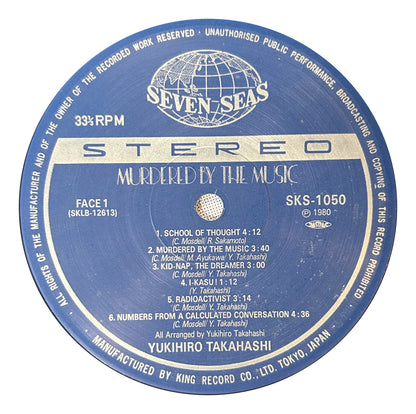 ALL RIGHTS OF THE MANUFACTURER AND OF THE OWNER OF THE RECORDED WORK RESERVED · UNAUTHORISED PUBLIC PERFORMANCE, BROADCASTING AND COPYING OF THIS RECORD PROHIBITED
SEVEN SEAS
33⅓ RPM
STEREO
MURDERED BY THE MUSIC
FACE 1
(SKLB-12613)
SKS-1050
Ⓟ 1980
1. SCHOOL OF THOUGHT 4:12
(C. Mosdell/ R. Sakamoto)
2. MURDERED BY THE MUSIC 3:40
(C. Mosdell, M. Ayukawa/ Y. Takahashi)
3. KID-NAP, THE DREAMER 3:00
(C. Mosdell/ Y. Takahashi)
4. I-KASU! 1:12
(Y. Takahashi)
5. RADIOACTIVIST 3:14
(C. Mosdell/ Y. Takahashi)
6. NUMBERS FROM A CALCULATED CONVERSATION 4:36
(C. Mosdell/ Y. Takahashi)
All Arranged by Yukihiro Takahashi
YUKIHIRO TAKAHASHI
MANUFACTURED BY KING RECORD CO., LTD. TOKYO, JAPAN